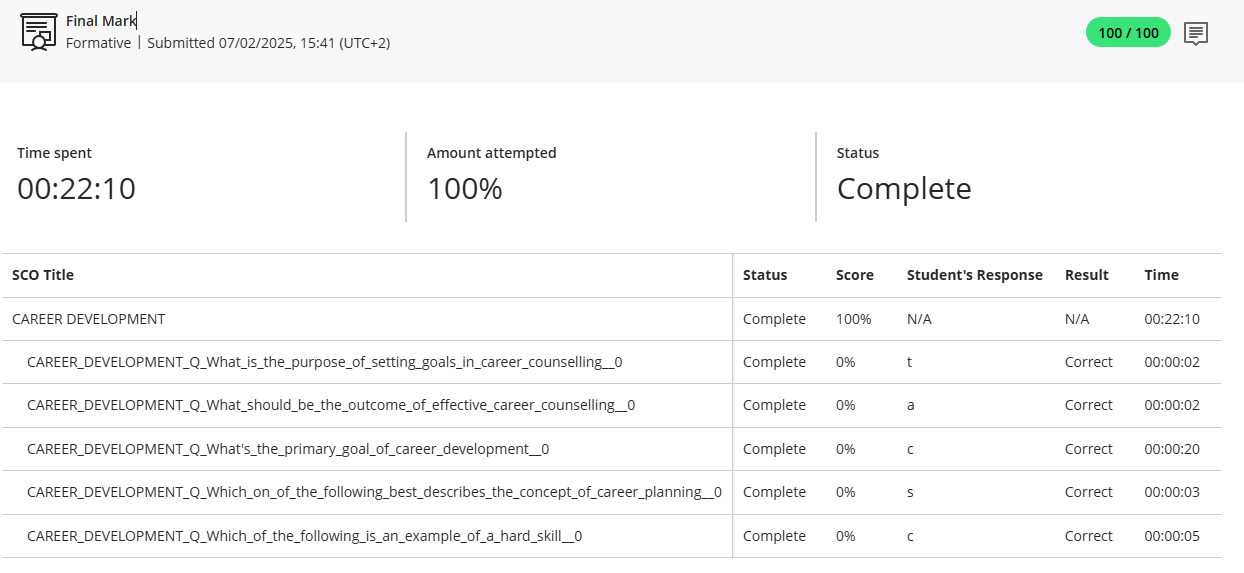 Final Mark
Formative | Submitted 07/02/2025, 15:41 (UTC+2)
100 / 100
Time spent
00:22:10
Amount attempted
100%
Status
Complete
SCO Title Status Score Student's Response Result Time
CAREER DEVELOPMENT Complete 100% N/A N/A 00:22:10
CAREER_DEVELOPMENT_Q_What_is_the_purpose_of_setting_goals_in_career_counselling__0 Complete 0% t Correct 00:00:02
CAREER_DEVELOPMENT_Q_What_should_be_the_outcome_of_effective_career_counselling__0 Complete 0% a Correct 00:00:02
CAREER_DEVELOPMENT_Q_What's_the_primary_goal_of_career_development__0 Complete 0% c Correct 00:00:20
CAREER_DEVELOPMENT_Q_Which_on_of_the_following_best_describes_the_concept_of_career_planning__0 Complete 0% s Correct 00:00:03
CAREER_DEVELOPMENT_Q_Which_of_the_following_is_an_example_of_a_hard_skill__0 Complete 0% c Correct 00:00:05